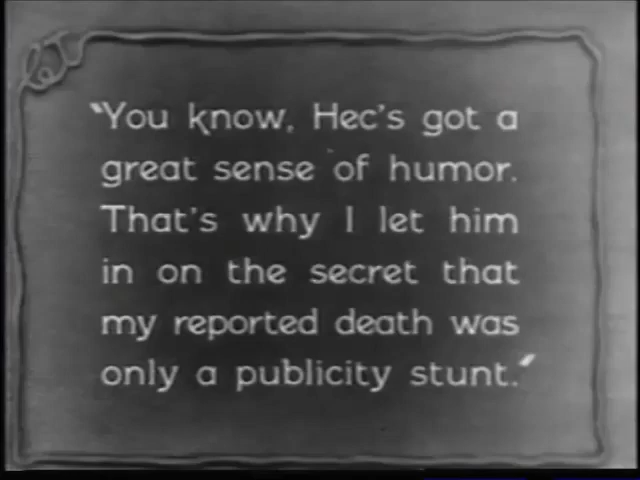 "You know, Hec's got a
great sense of humor.
That's why I let him
in on the secret that
my reported death was
only a publicity stunt."